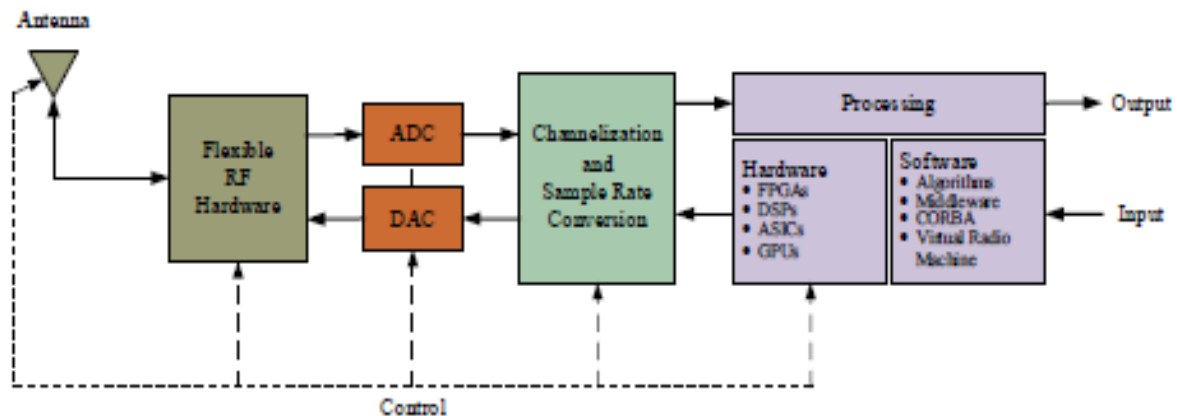 Antenna
Flexible
RF
Hardware
ADC
DAC
Channelization
and
Sample Rate
Conversion
Processing
Output
Hardware
• FPGAs
• DSPs
• ASICs
• GPUs
Software
• Algorithms
• Middleware
• CORBA
• Virtual Radio
Machine
Input
Control